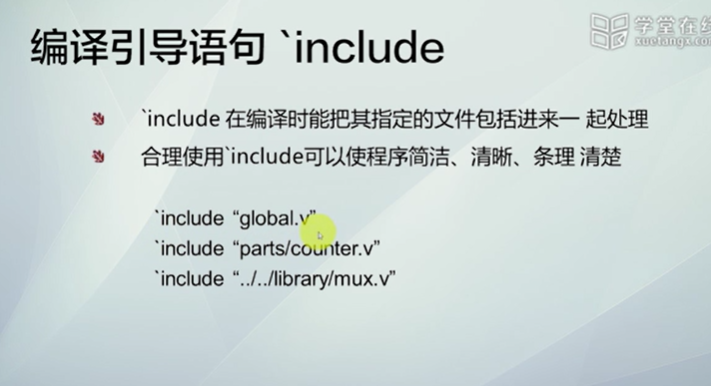 编译引导语句 `include
学堂在线
xuetangx.com
`include 在编译时能把其指定的文件包括进来一 起处理
合理使用`include可以使程序简洁、清晰、条理 清楚
`include “global.v”
`include “parts/counter.v”
`include “../../library/mux.v”